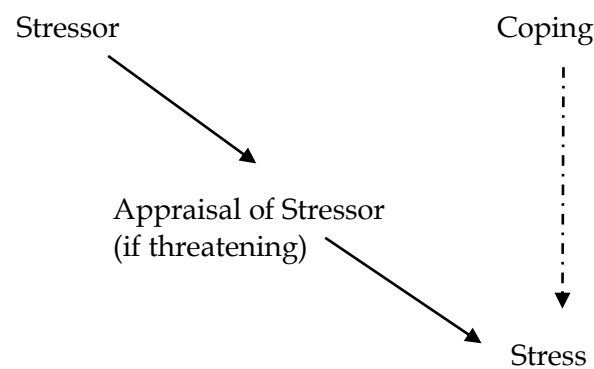 Stressor
Coping
Appraisal of Stressor
(if threatening)
Stress